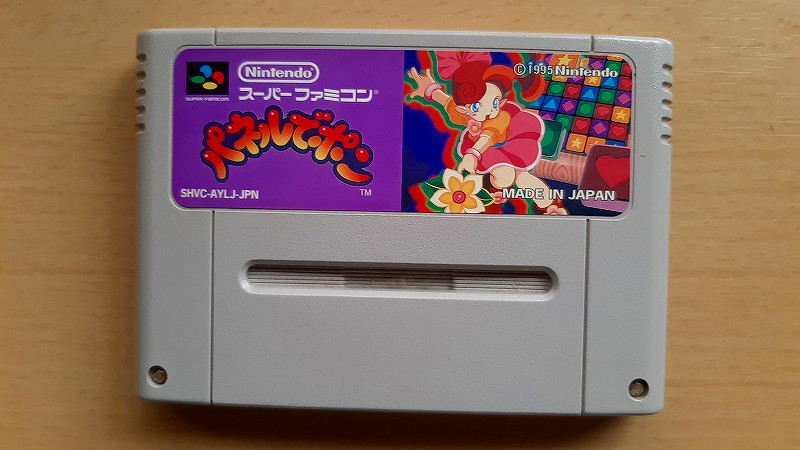 Nintendo
スーパーファミコン®
SUPER FAMICOM
パネルでポン
TM
SHVC-AYLJ-JPN
©1995 Nintendo
MADE IN JAPAN